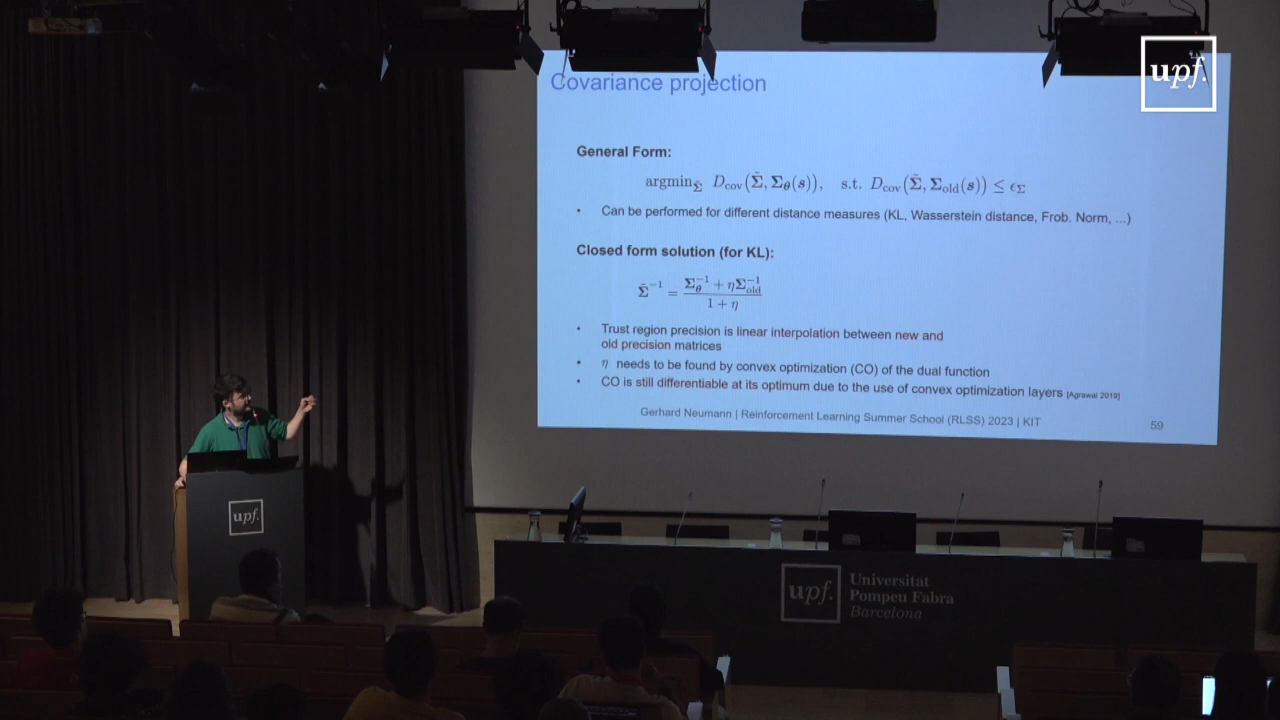 Covariance projection
upf.
General Form:
argmin_Σ̃ D_cov(Σ̃, Σ_θ(s)), s.t. D_cov(Σ̃, Σ_old(s)) ≤ ϵ_Σ
• Can be performed for different distance measures (KL, Wasserstein distance, Frob. Norm, ...)
Closed form solution (for KL):
Σ̃⁻¹ = (Σ_θ⁻¹ + ηΣ_old⁻¹) / (1 + η)
• Trust region precision is linear interpolation between new and
old precision matrices
• η needs to be found by convex optimization (CO) of the dual function
• CO is still differentiable at its optimum due to the use of convex optimization layers [Agrawal 2019]
Gerhard Neumann | Reinforcement Learning Summer School (RLSS) 2023 | KIT
59
upf.
upf.
Universitat
Pompeu Fabra
Barcelona